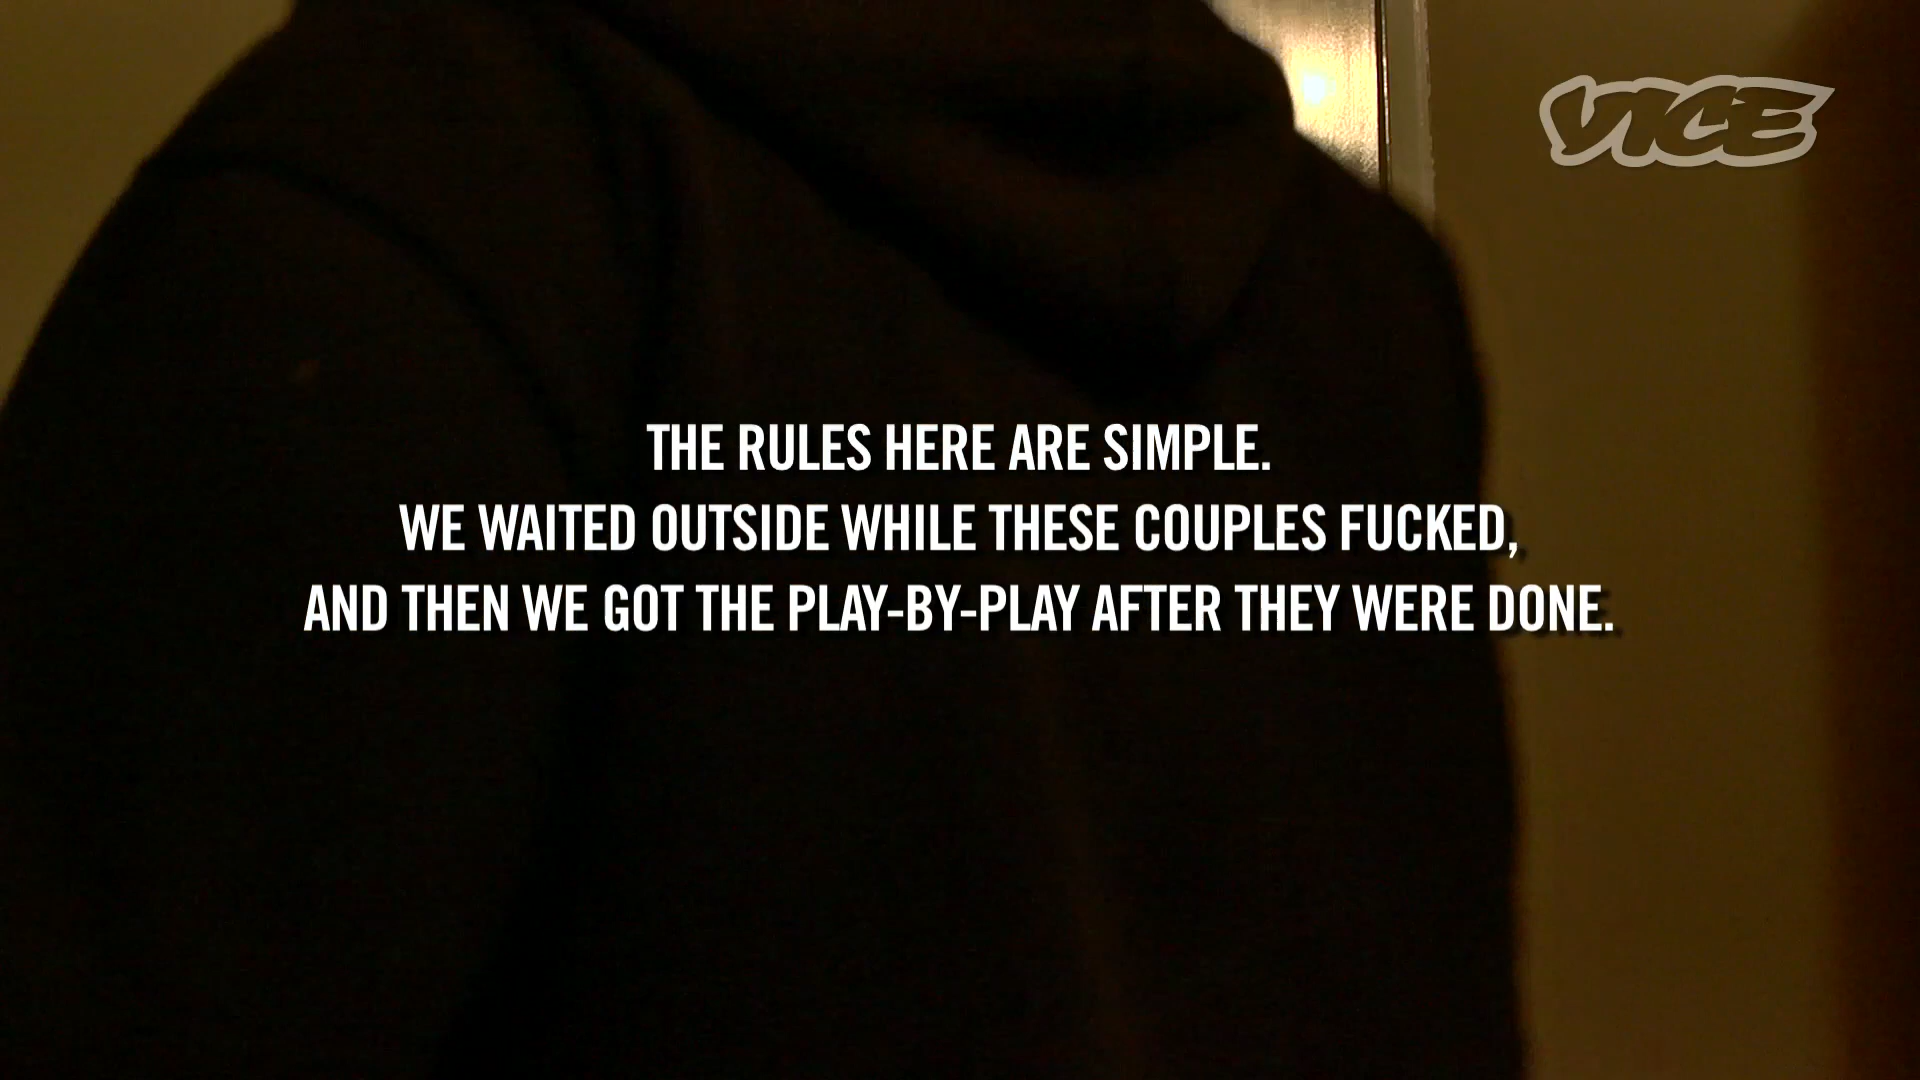 VICE
THE RULES HERE ARE SIMPLE.
WE WAITED OUTSIDE WHILE THESE COUPLES FUCKED,
AND THEN WE GOT THE PLAY-BY-PLAY AFTER THEY WERE DONE.